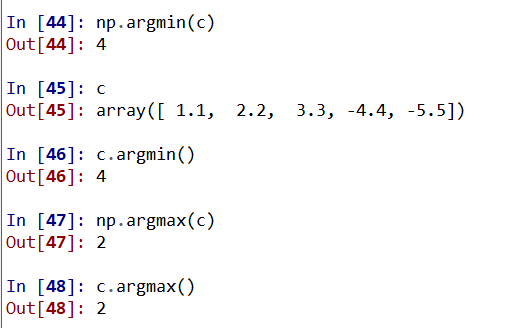 In [44]: np.argmin(c)
Out[44]: 4
In [45]: c
Out[45]: array([ 1.1,  2.2,  3.3, -4.4, -5.5])
In [46]: c.argmin()
Out[46]: 4
In [47]: np.argmax(c)
Out[47]: 2
In [48]: c.argmax()
Out[48]: 2